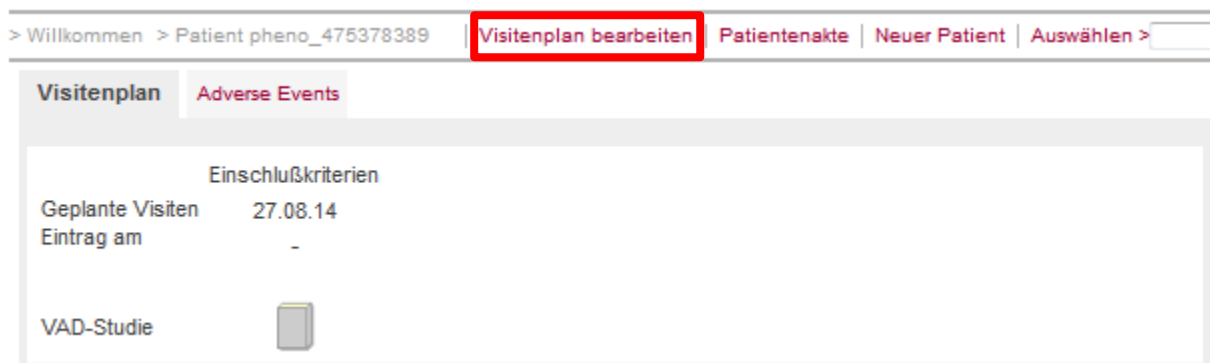 > Willkommen > Patient pheno_475378389 | Visitenplan bearbeiten | Patientenakte | Neuer Patient | Auswählen >
Visitenplan Adverse Events
Einschlußkriterien
Geplante Visiten 27.08.14
Eintrag am -
VAD-Studie